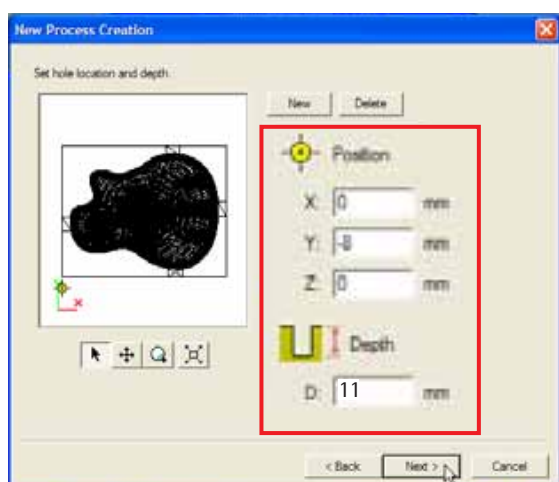 New Process Creation
Set hole location and depth.
New Delete
Position
X: 0 mm
Y: -8 mm
Z: 0 mm
Depth
D: 11 mm
x
< Back Next > Cancel